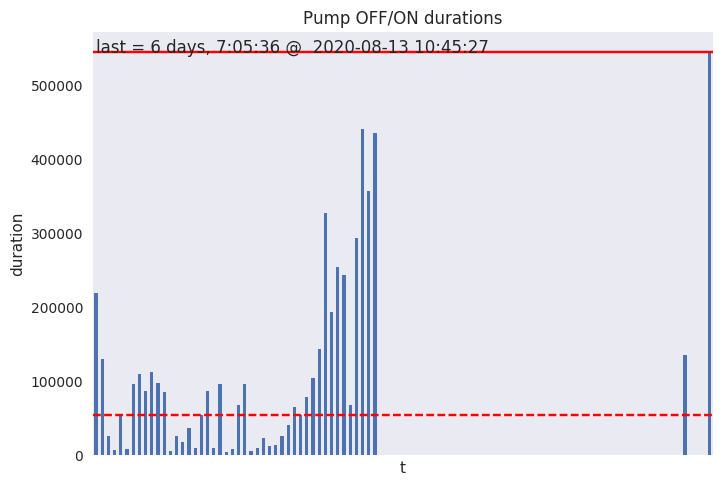 Pump OFF/ON durations
last = 6 days, 7:05:36 @  2020-08-13 10:45:27
500000
400000
300000
200000
100000
0
duration
t